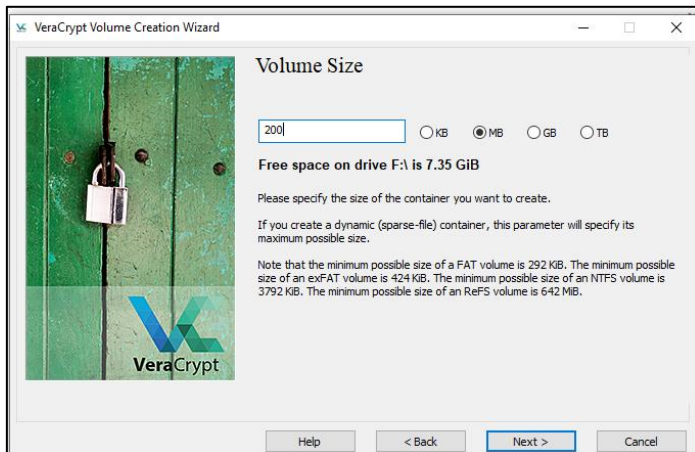 VeraCrypt Volume Creation Wizard
Volume Size
200
KB MB GB TB
Free space on drive F:\ is 7.35 GiB
Please specify the size of the container you want to create.
If you create a dynamic (sparse-file) container, this parameter will specify its
maximum possible size.
Note that the minimum possible size of a FAT volume is 292 KiB. The minimum possible
size of an exFAT volume is 424 KiB. The minimum possible size of an NTFS volume is
3792 KiB. The minimum possible size of an ReFS volume is 642 MiB.
VeraCrypt
Help < Back Next > Cancel